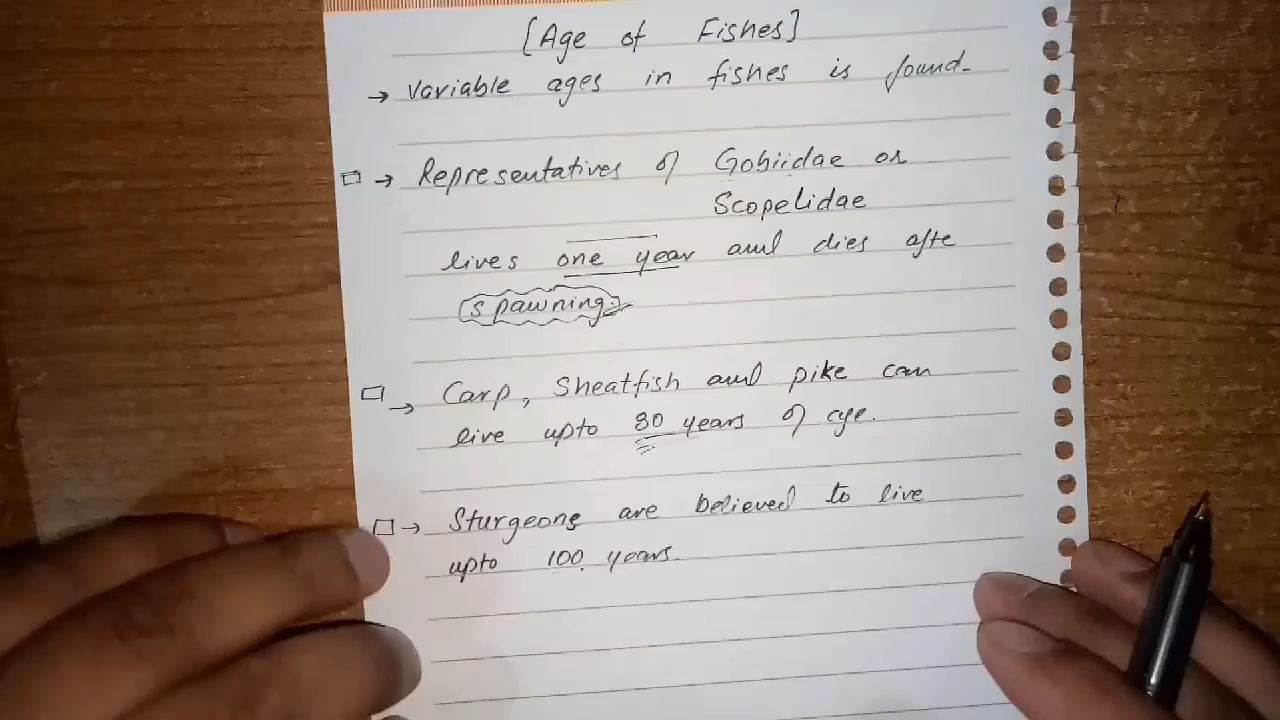 [Age of Fishes]
→ Variable ages in fishes is found.
□ → Representatives of Gobiidae or
Scopelidae
lives one year and dies afte
(spawning)
□ → Carp, Sheatfish and pike can
live upto 80 years of age.
□ → Sturgeons are believed to live
upto 100 years.